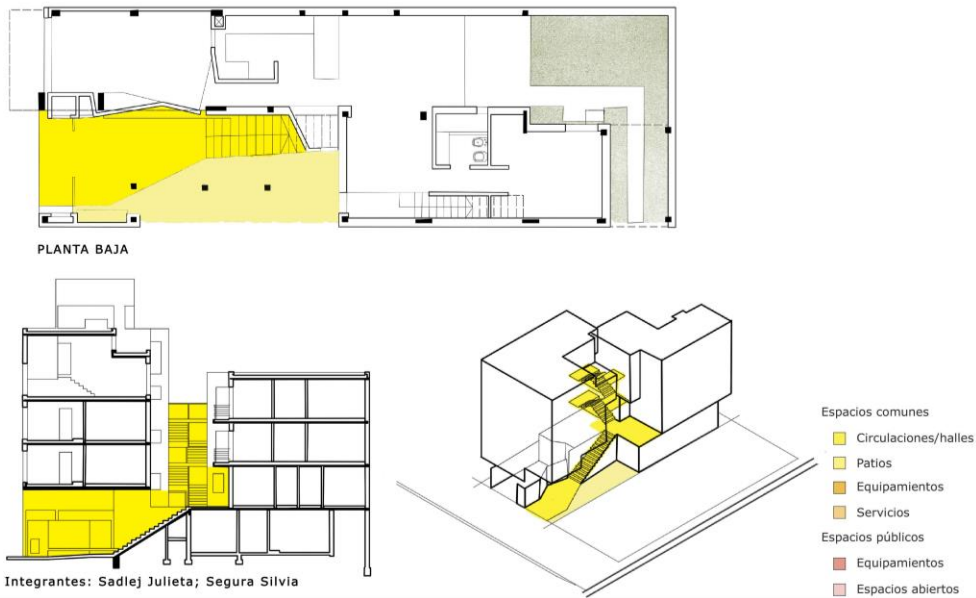 PLANTA BAJA
Integrantes: Sadlej Julieta; Segura Silvia
Espacios comunes
Circulaciones/halles
Patios
Equipamientos
Servicios
Espacios públicos
Equipamientos
Espacios abiertos